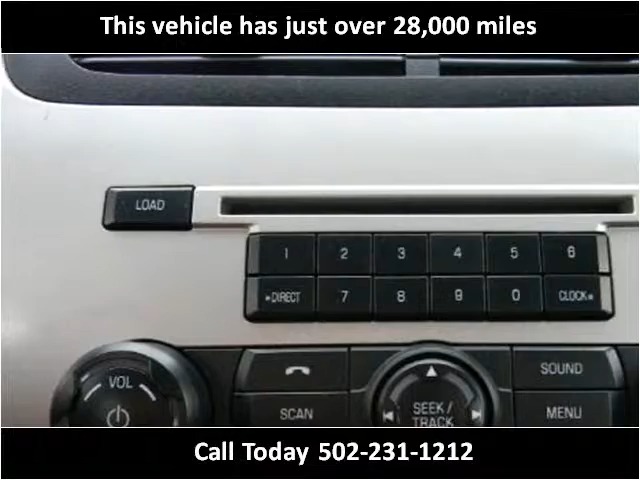 This vehicle has just over 28,000 miles
LOAD
1 2 3 4 5 6
•DIRECT 7 8 9 0 CLOCK•
VOL SOUND
SCAN SEEK/ MENU
TRACK
Call Today 502-231-1212